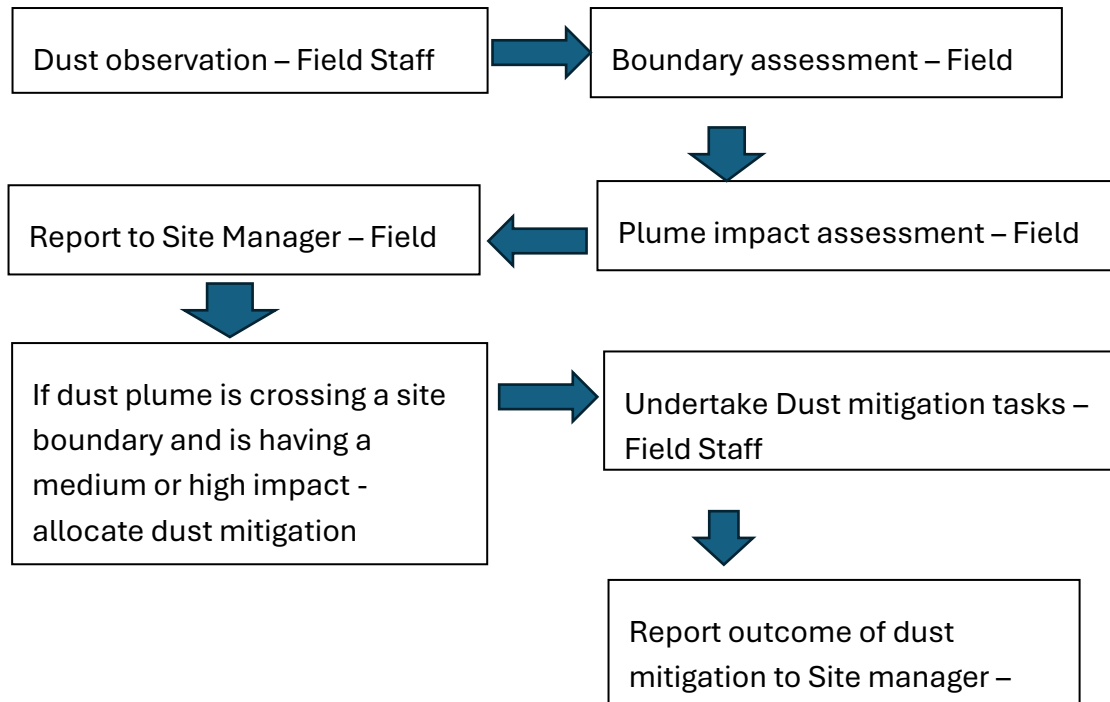 Dust observation – Field Staff
Boundary assessment – Field
Plume impact assessment – Field
Report to Site Manager – Field
If dust plume is crossing a site
boundary and is having a
medium or high impact -
allocate dust mitigation
Undertake Dust mitigation tasks –
Field Staff
Report outcome of dust
mitigation to Site manager –